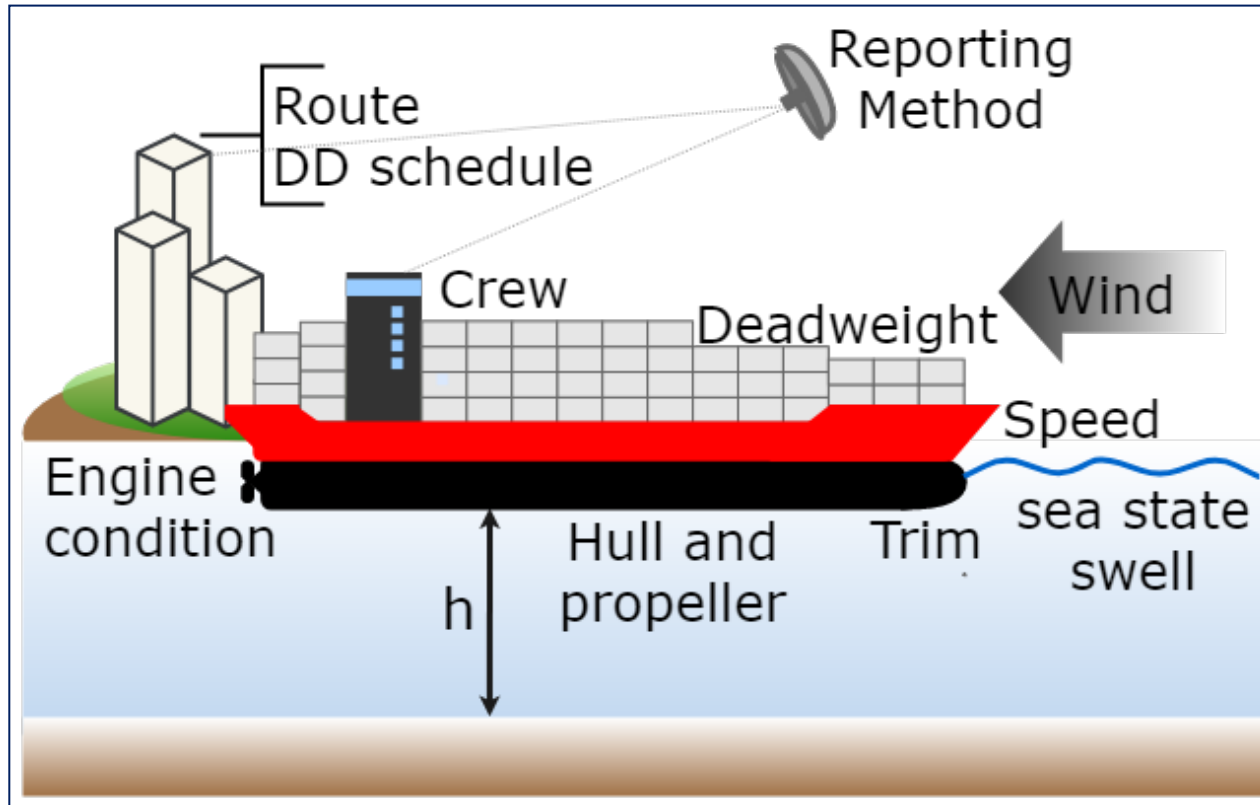 Reporting
Method
Route
DD schedule
Crew
Wind
Deadweight
Speed
Engine
condition
sea state
swell
Hull and
propeller
Trim
h